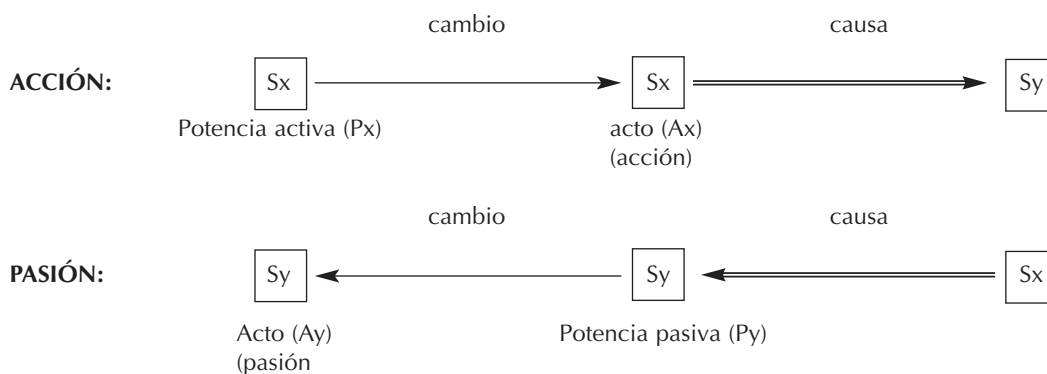 cambio causa
ACCIÓN: Sx Sx Sy
Potencia activa (Px) acto (Ax)
(acción)
cambio causa
PASIÓN: Sy Sy Sx
Acto (Ay) Potencia pasiva (Py)
(pasión